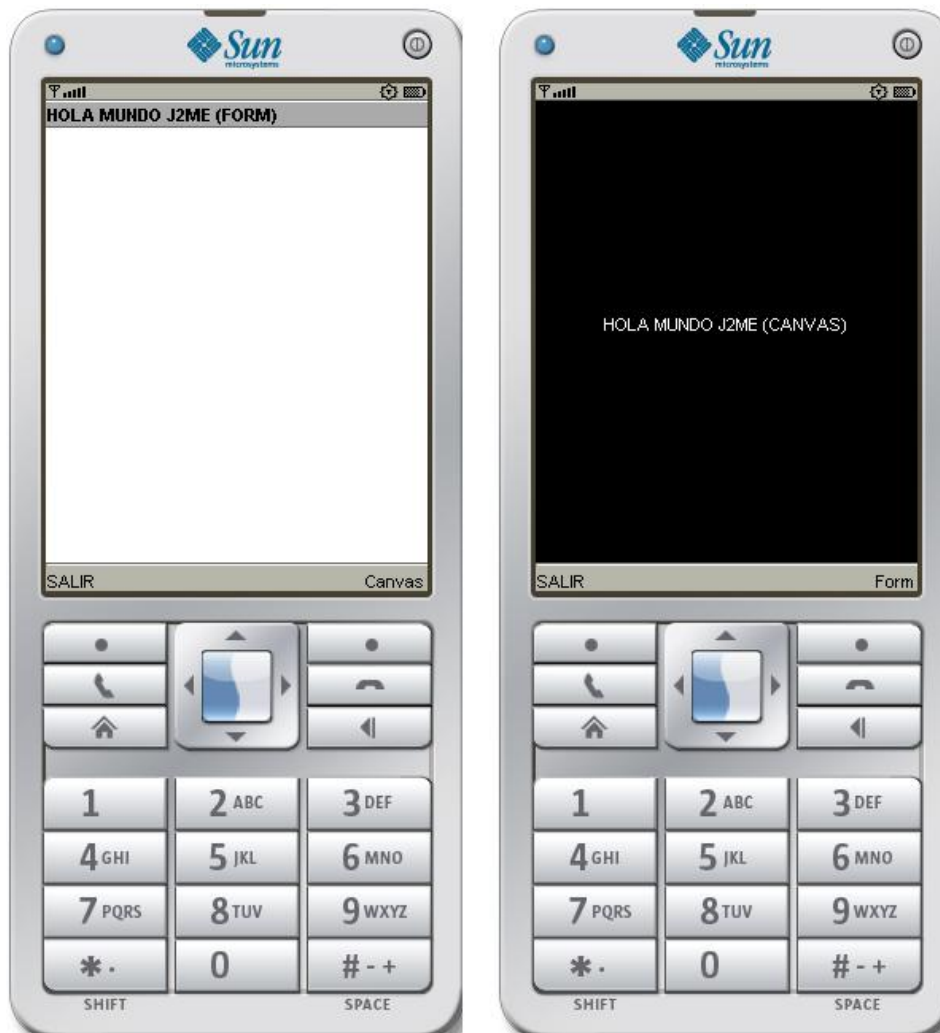 Sun
microsystems
HOLA MUNDO J2ME (FORM)
SALIR Canvas
1 2 ABC 3 DEF
4 GHI 5 JKL 6 MNO
7 PQRS 8 TUV 9 WXYZ
* . 0 # - +
SHIFT SPACE
Sun
microsystems
HOLA MUNDO J2ME (CANVAS)
SALIR Form
1 2 ABC 3 DEF
4 GHI 5 JKL 6 MNO
7 PQRS 8 TUV 9 WXYZ
* . 0 # - +
SHIFT SPACE